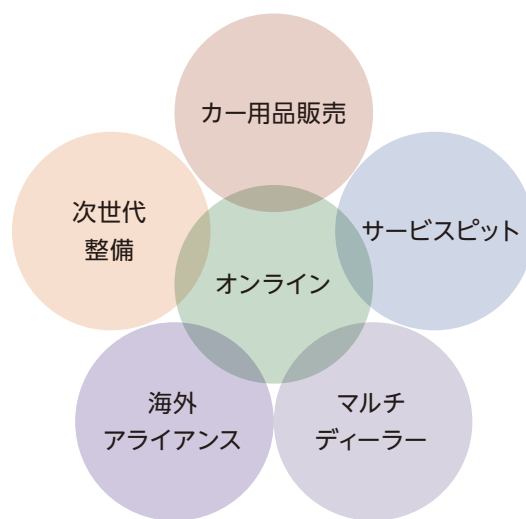 カー用品販売
次世代
整備
サービスピット
オンライン
海外
アライアンス
マルチ
ディーラー